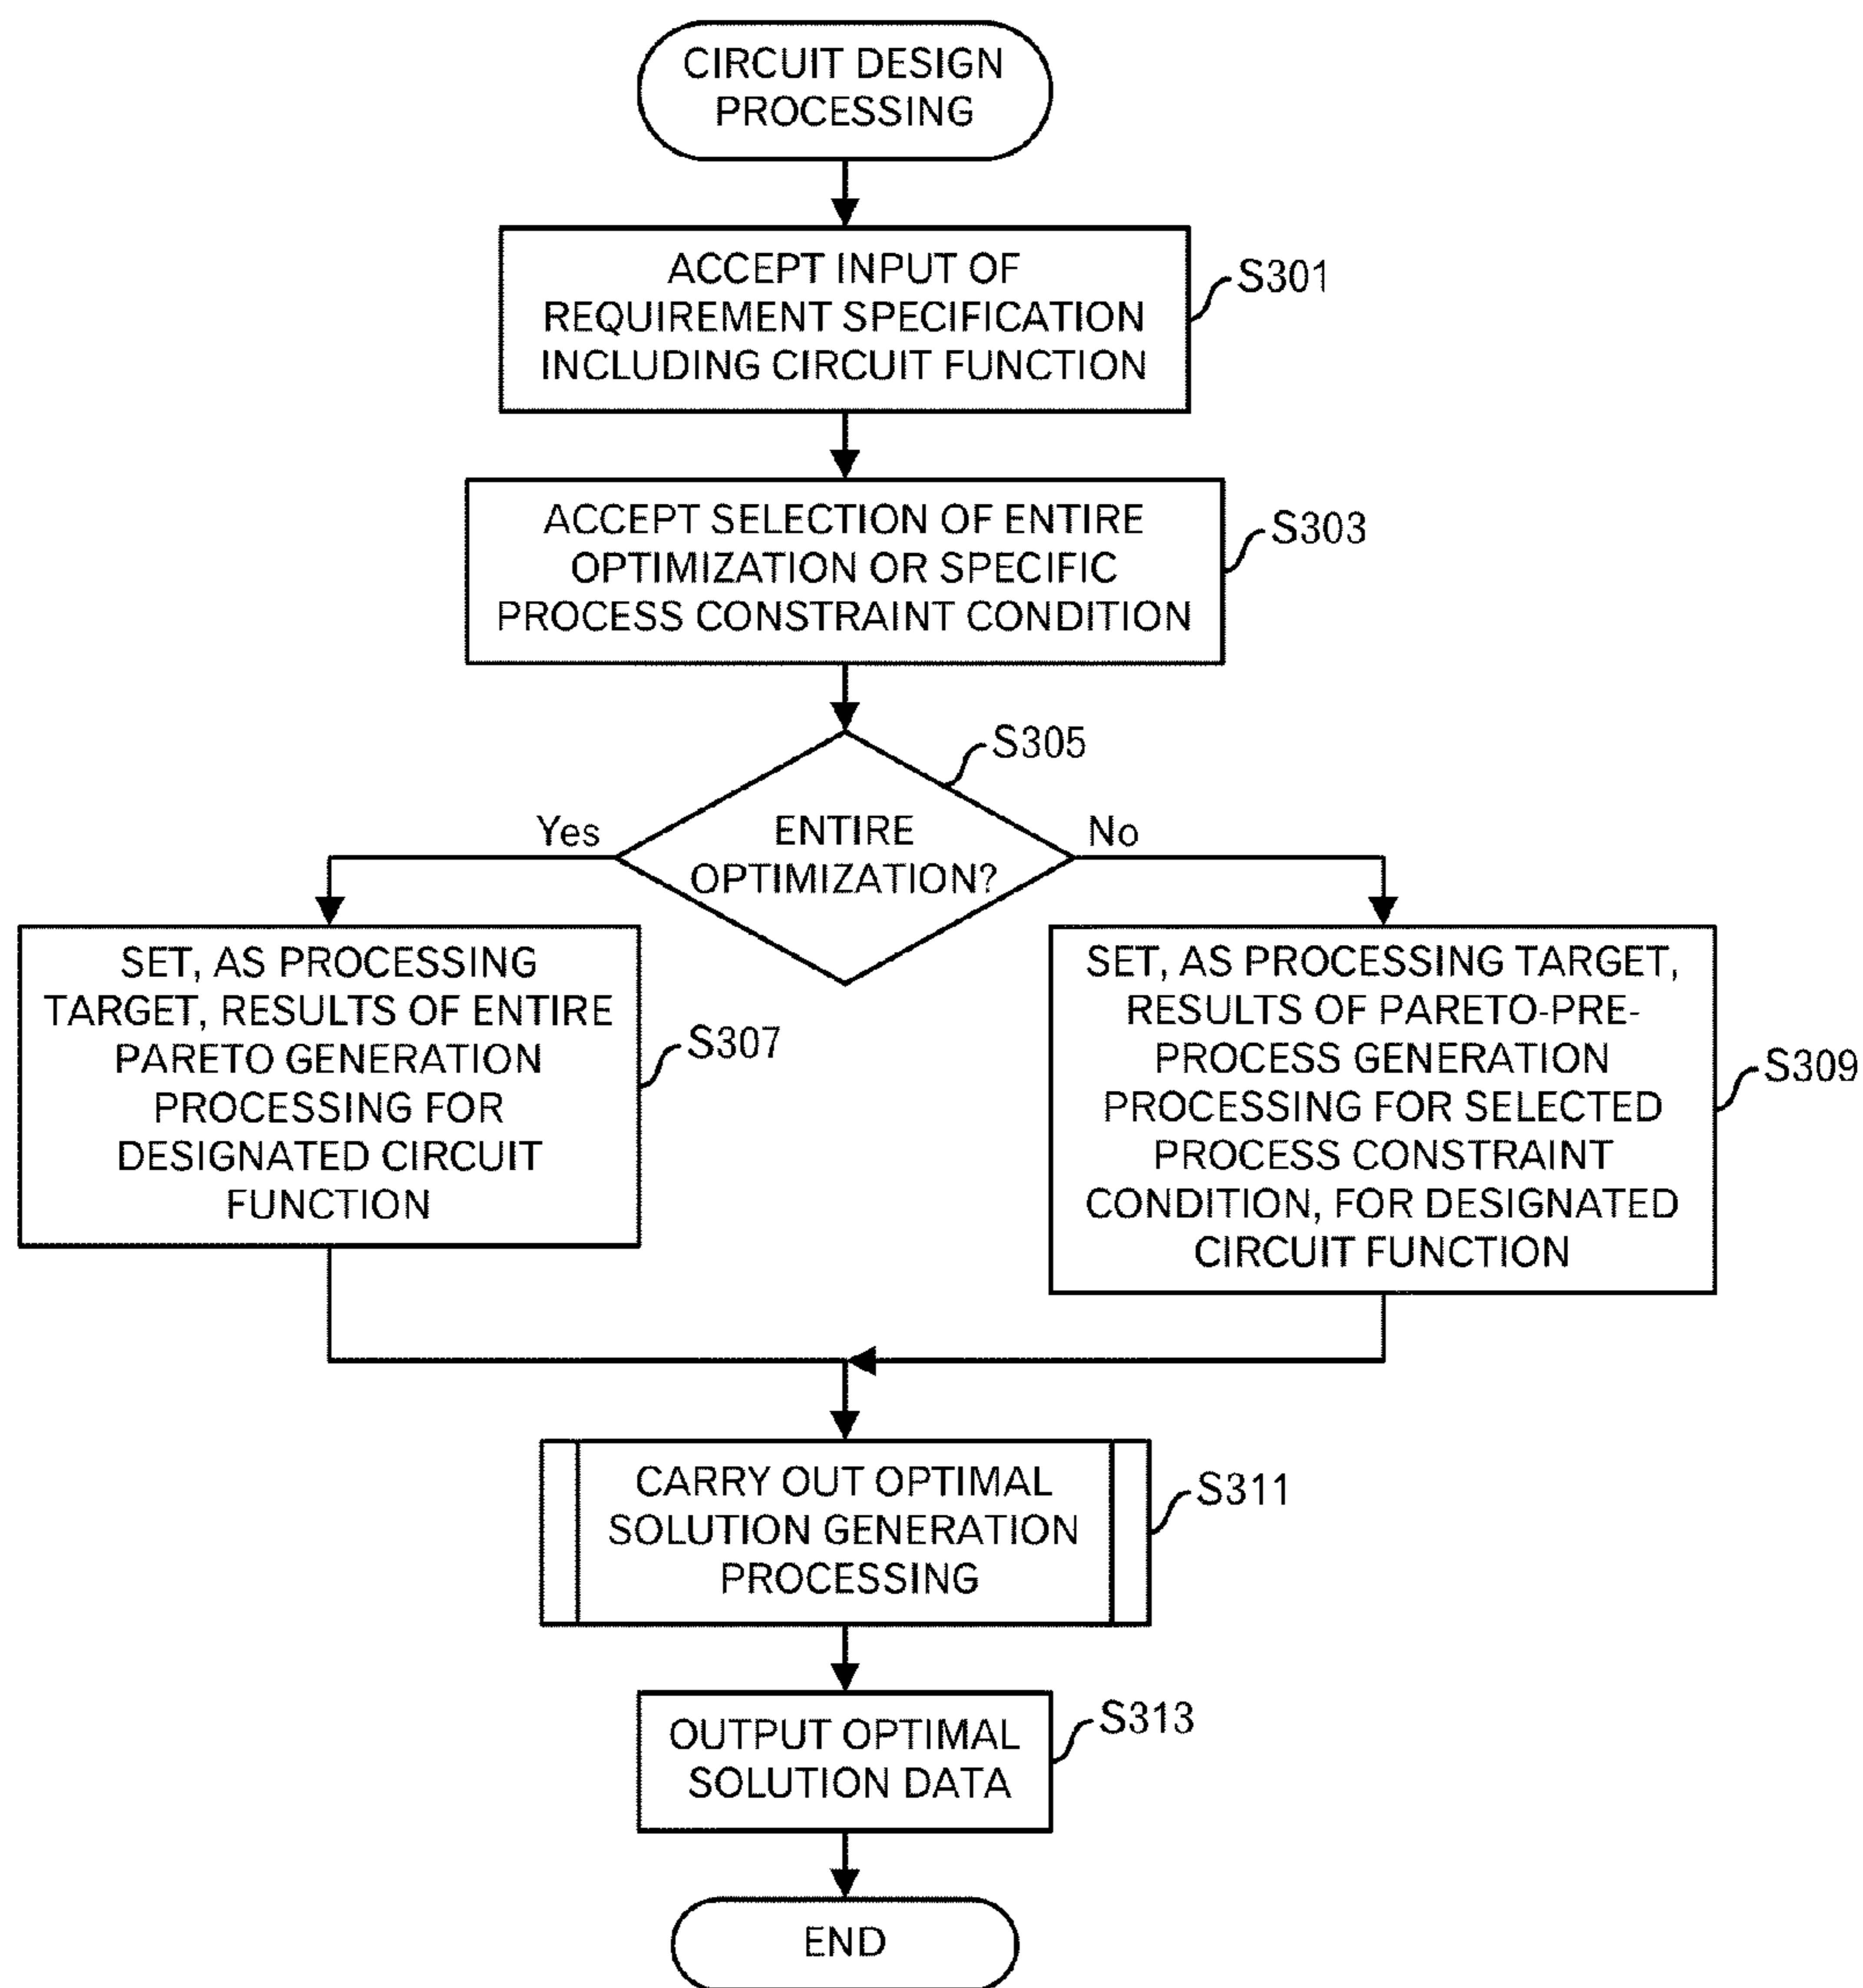 CIRCUIT DESIGN
PROCESSING
ACCEPT INPUT OF
REQUIREMENT SPECIFICATION
INCLUDING CIRCUIT FUNCTION
S301
ACCEPT SELECTION OF ENTIRE
OPTIMIZATION OR SPECIFIC
PROCESS CONSTRAINT CONDITION
S303
S305
ENTIRE
OPTIMIZATION?
Yes
No
SET, AS PROCESSING
TARGET, RESULTS OF ENTIRE
PARETO GENERATION
PROCESSING FOR
DESIGNATED CIRCUIT
FUNCTION
S307
SET, AS PROCESSING TARGET,
RESULTS OF PARETO-PRE-
PROCESS GENERATION
PROCESSING FOR SELECTED
PROCESS CONSTRAINT
CONDITION, FOR DESIGNATED
CIRCUIT FUNCTION
S309
CARRY OUT OPTIMAL
SOLUTION GENERATION
PROCESSING
S311
OUTPUT OPTIMAL
SOLUTION DATA
S313
END